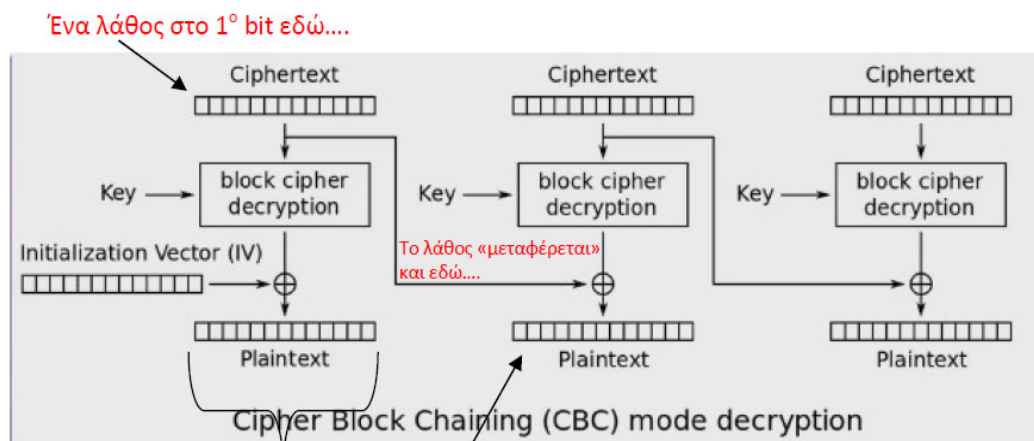 Ένα λάθος στο 1ο bit εδώ....
Ciphertext Ciphertext Ciphertext
Key block cipher decryption Key block cipher decryption Key block cipher decryption
Initialization Vector (IV)
Το λάθος «μεταφέρεται»
και εδώ....
Plaintext Plaintext Plaintext
Cipher Block Chaining (CBC) mode decryption